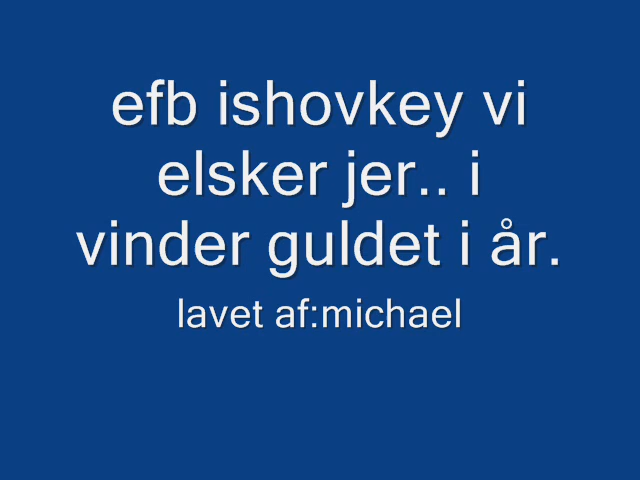 efb ishovkey vi
elsker jer.. i
vinder guldet i år.
lavet af:michael